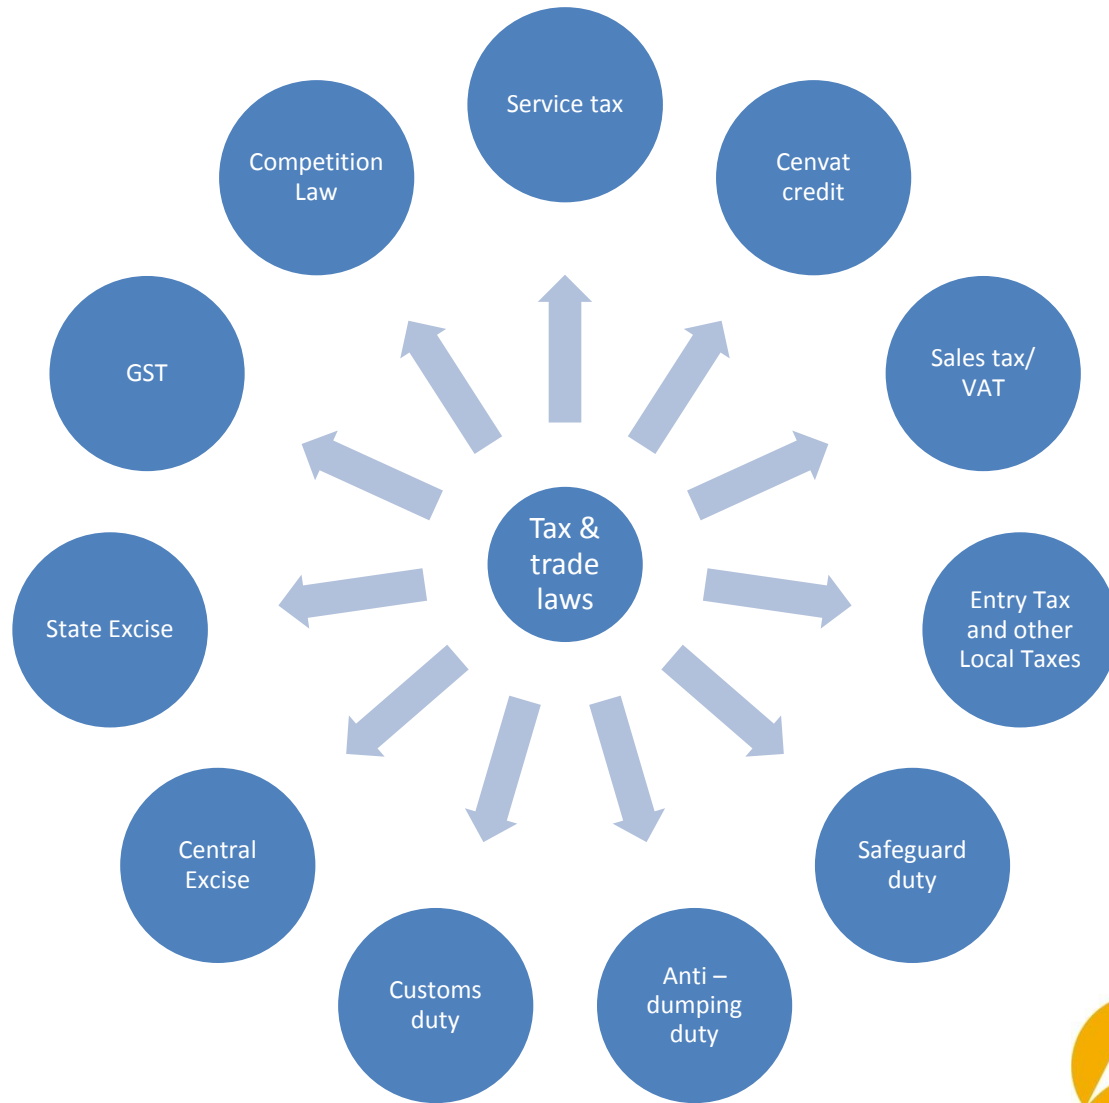 Service tax
Cenvat
credit
Sales tax/
VAT
Entry Tax
and other
Local Taxes
Safeguard
duty
Anti –
dumping
duty
Customs
duty
Central
Excise
State Excise
GST
Competition
Law
Tax &
trade
laws